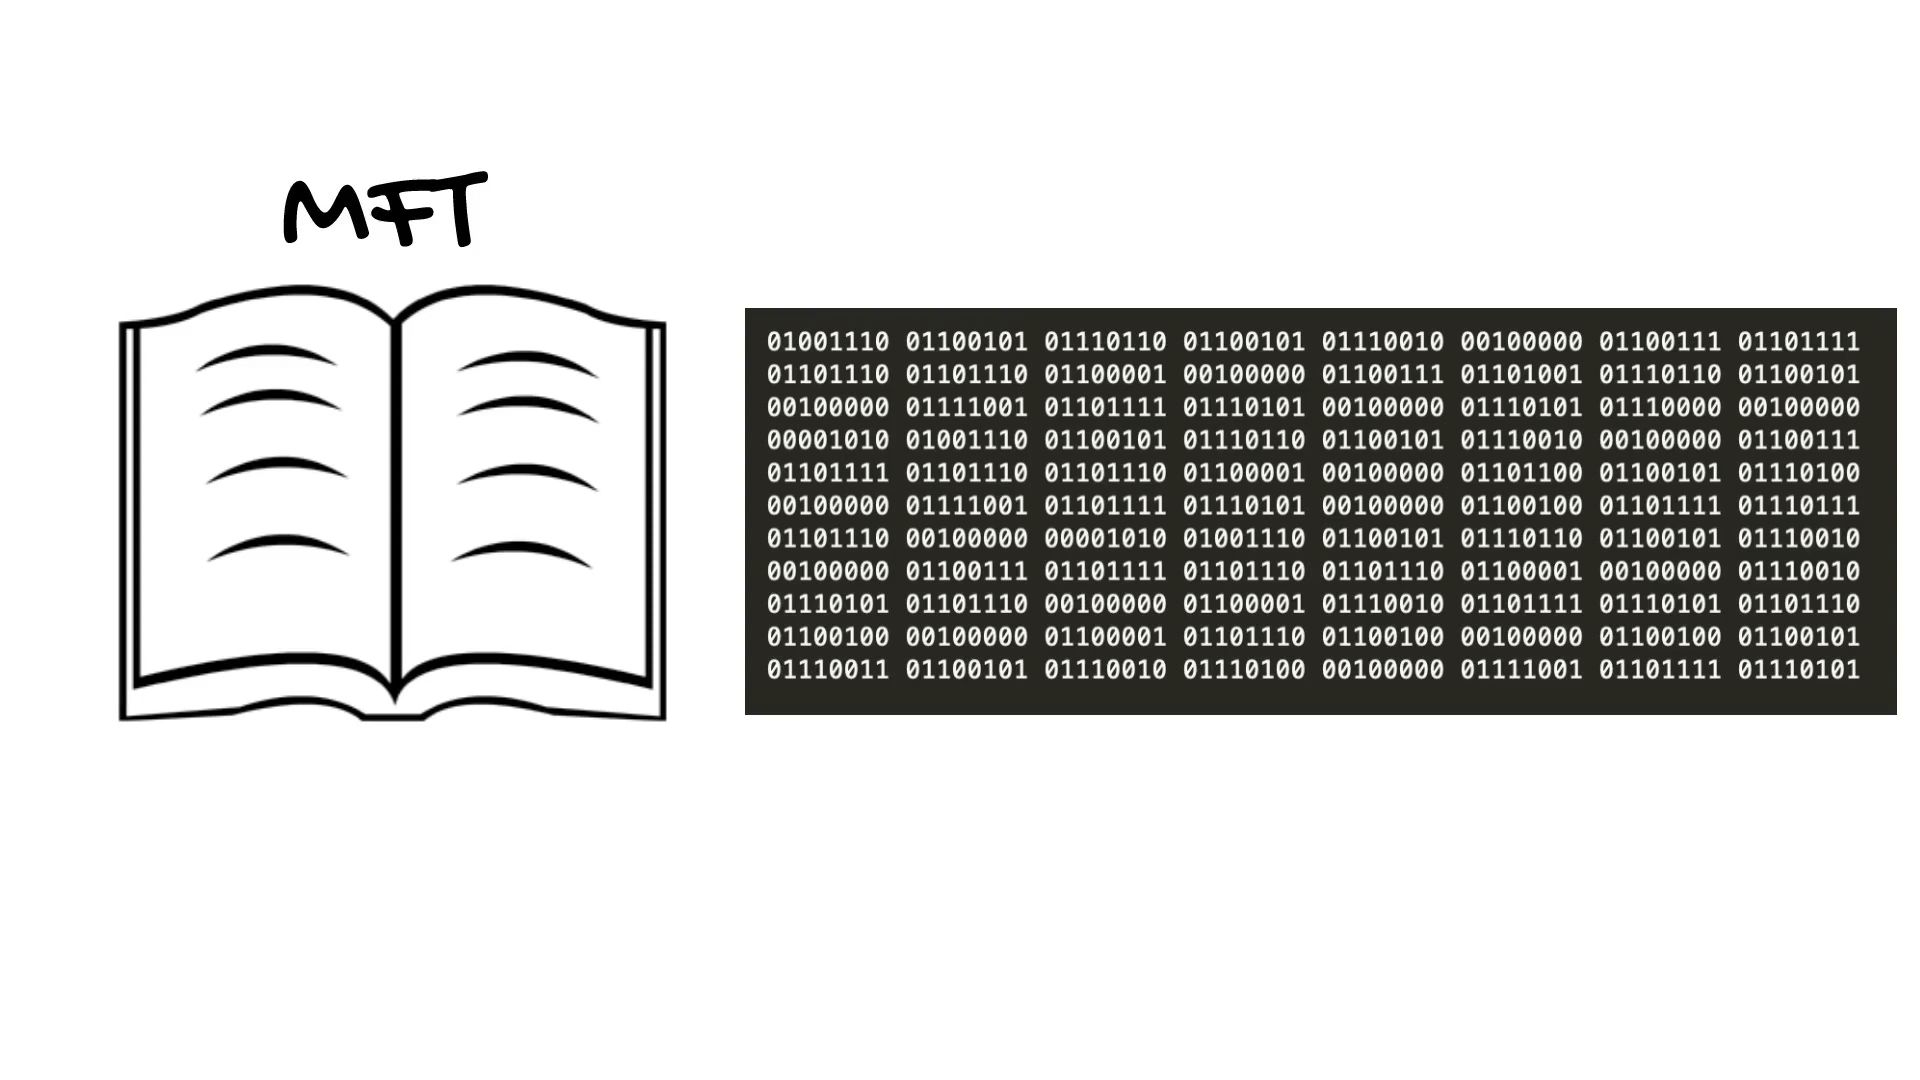 MFT
01001110 01100101 01110110 01100101 01110010 00100000 01100111 01101111
01101110 01101110 01100001 00100000 01100111 01101001 01110110 01100101
00100000 01111001 01101111 01110101 00100000 01110101 01110000 00100000
00001010 01001110 01100101 01110110 01100101 01110010 00100000 01100111
01101111 01101110 01101110 01100001 00100000 01101100 01100101 01110100
00100000 01111001 01101111 01110101 00100000 01100100 01101111 01110111
01101110 00100000 00001010 01001110 01100101 01110110 01100101 01110010
00100000 01100111 01101111 01101110 01101110 01100001 00100000 01110010
01110101 01101110 00100000 01100001 01110010 01101111 01110101 01101110
01100100 00100000 01100001 01101110 01100100 00100000 01100100 01100101
01110011 01100101 01110010 01110100 00100000 01111001 01101111 01110101